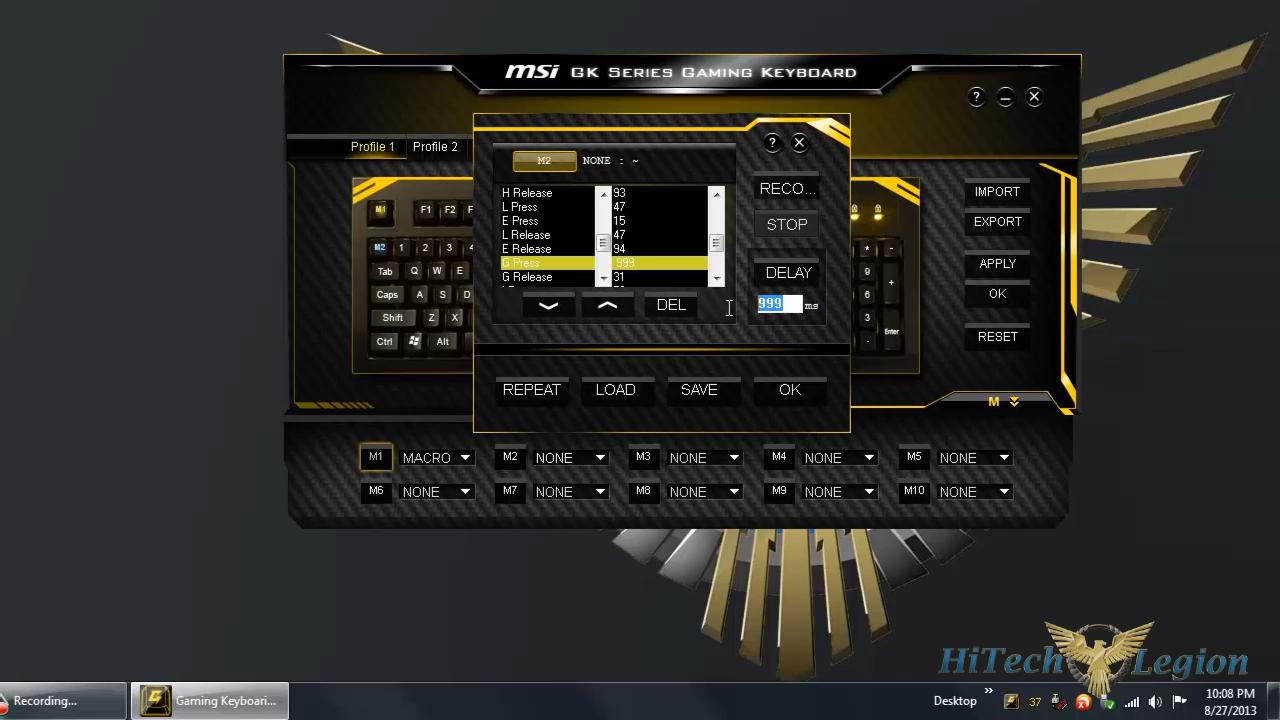 msi GK Series Gaming Keyboard
? – X
Profile 1 Profile 2
? X
M2 NONE : ~
H Release 93
L Press 47
E Press 15
L Release 47
E Release 94
G Press 999
G Release 31
DEL
RECO...
STOP
DELAY
999 ms
REPEAT LOAD SAVE OK
IMPORT
EXPORT
APPLY
OK
RESET
M
M1 F1 F2
M2 1 2 3 4
Tab Q W E
Caps A S D
Shift Z X
Ctrl Alt
+ -
9
6 +
3
. Enter
M1 MACRO M2 NONE M3 NONE M4 NONE M5 NONE
M6 NONE M7 NONE M8 NONE M9 NONE M10 NONE
HiTech Legion
Recording... Gaming Keyboari... Desktop » 37 10:08 PM
8/27/2013